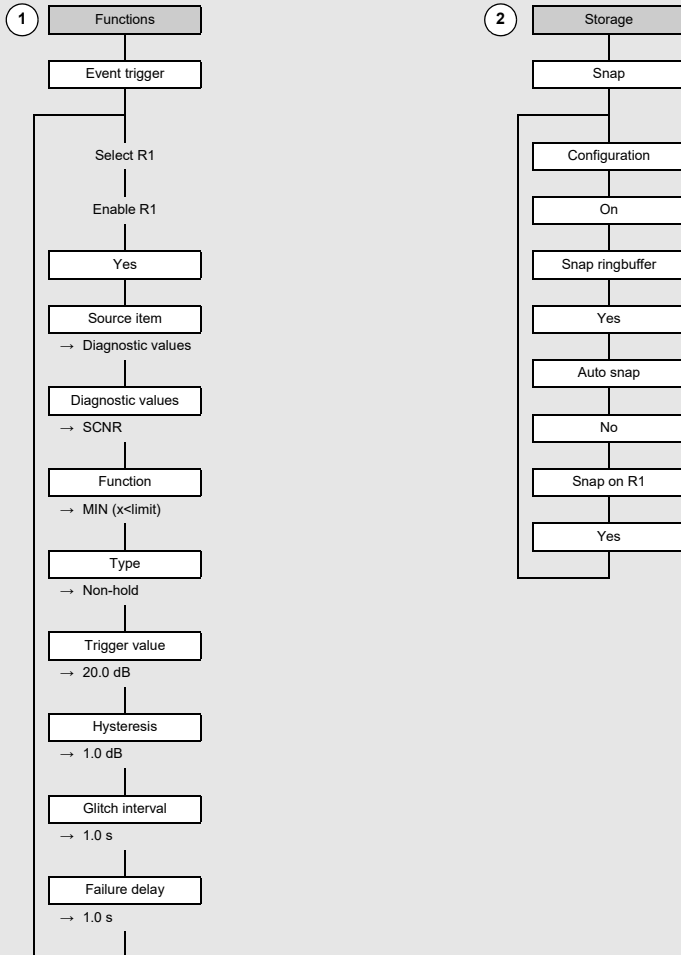 1
Functions
Event trigger
Select R1
Enable R1
Yes
Source item
→ Diagnostic values
Diagnostic values
→ SCNR
Function
→ MIN (x<limit)
Type
→ Non-hold
Trigger value
→ 20.0 dB
Hysteresis
→ 1.0 dB
Glitch interval
→ 1.0 s
Failure delay
→ 1.0 s
2
Storage
Snap
Configuration
On
Snap ringbuffer
Yes
Auto snap
No
Snap on R1
Yes